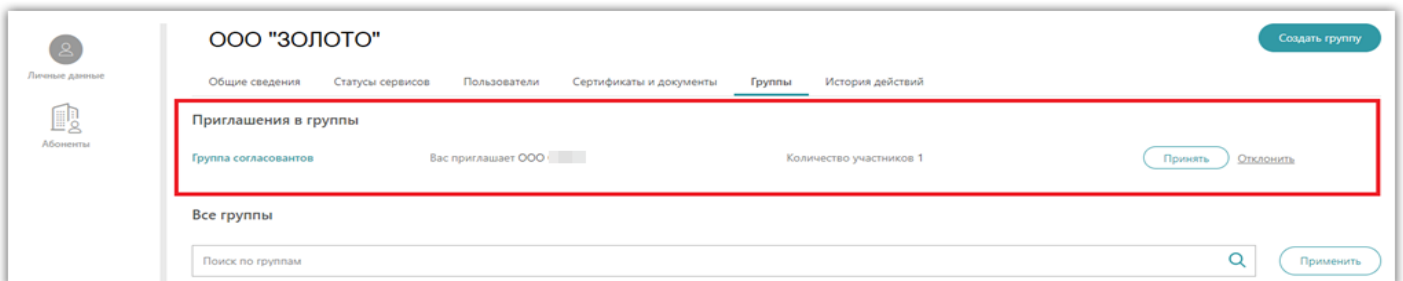 ООО "ЗОЛОТО"
Создать группу
Личные данные
Общие сведения Статусы сервисов Пользователи Сертификаты и документы Группы История действий
Приглашения в группы
Абоненты
Группа согласовантов Вас приглашает ООО Количество участников 1 Принять Отклонить
Все группы
Поиск по группам Применить